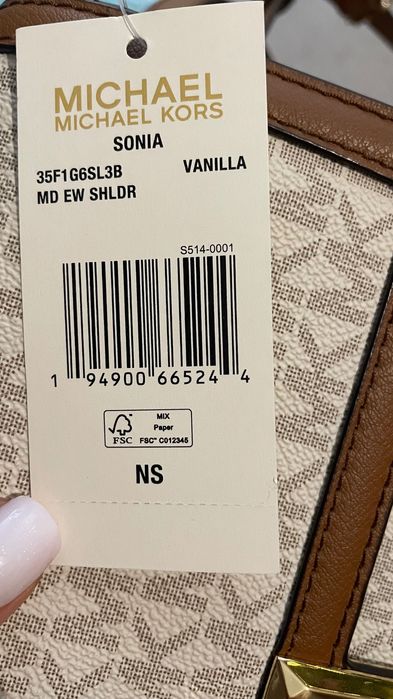 MICHAEL
MICHAEL KORS
SONIA
35F1G6SL3B VANILLA
MD EW SHLDR
S514-0001
1 94900 66524 4
FSC
MIX
Paper
FSC™ C012345
NS